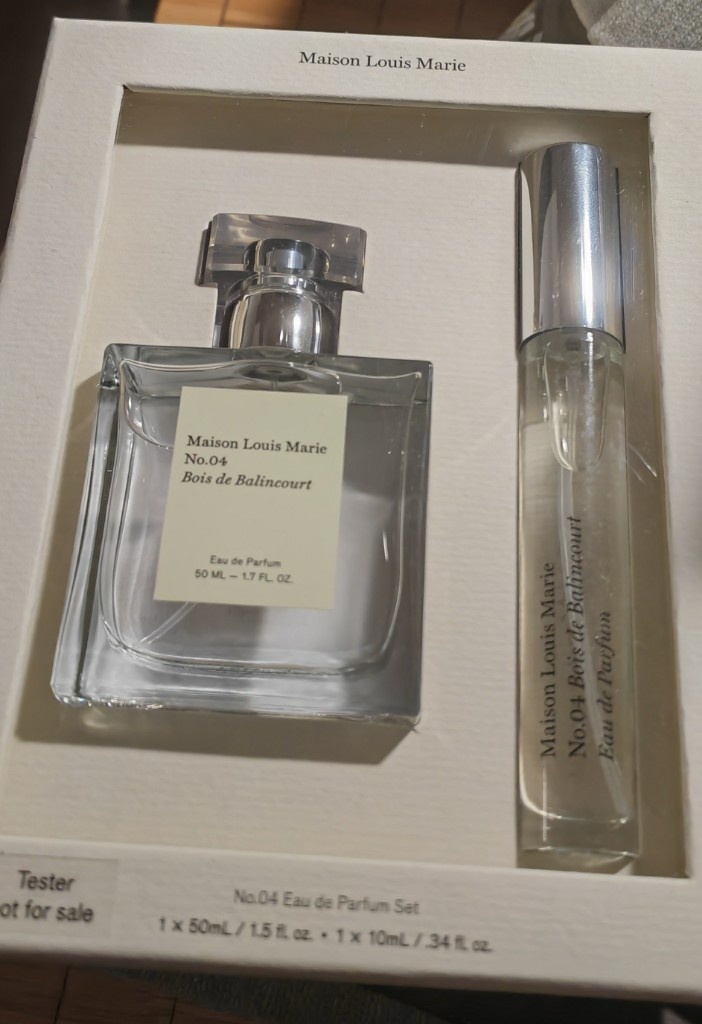 Maison Louis Marie
Maison Louis Marie
No.04
Bois de Balincourt
Eau de Parfum
50 ML — 1.7 FL. OZ.
Maison Louis Marie
No.04 Bois de Balincourt
Eau de Parfum
Tester
ot for sale
No.04 Eau de Parfum Set
1 x 50mL / 1.5 fl. oz. • 1 x 10mL / .34 fl. oz.